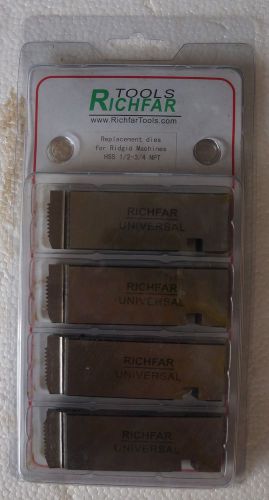 TOOLS
RICHFAR
www.RichfarTools.com
Replacement dies
for Ridgid Machines
HSS 1/2-3/4 NPT
RICHFAR
UNIVERSAL
RICHFAR
UNIVERSAL
RICHFAR
UNIVERSAL
RICHFAR
UNIVERSAL